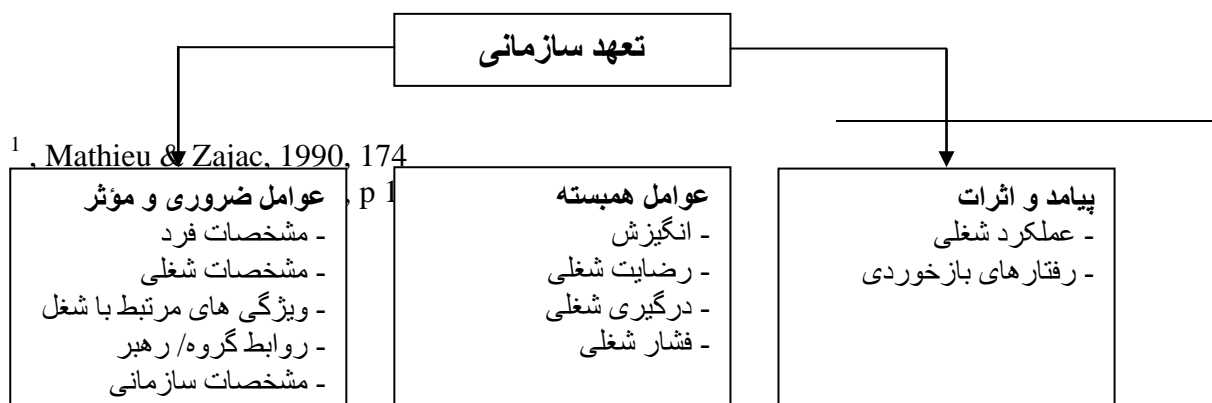 تعهد سازمانی
1 , Mathieu & Zajac, 1990, 174
, p 1
پیامد و اثرات
- عملکرد شغلی
- رفتارهای بازخوردی
عوامل همبسته
- انگیزش
- رضایت شغلی
- درگیری شغلی
- فشار شغلی
عوامل ضروری و مؤثر
- مشخصات فرد
- مشخصات شغلی
- ویژگی های مرتبط با شغل
- روابط گروه/ رهبر
- مشخصات سازمانی